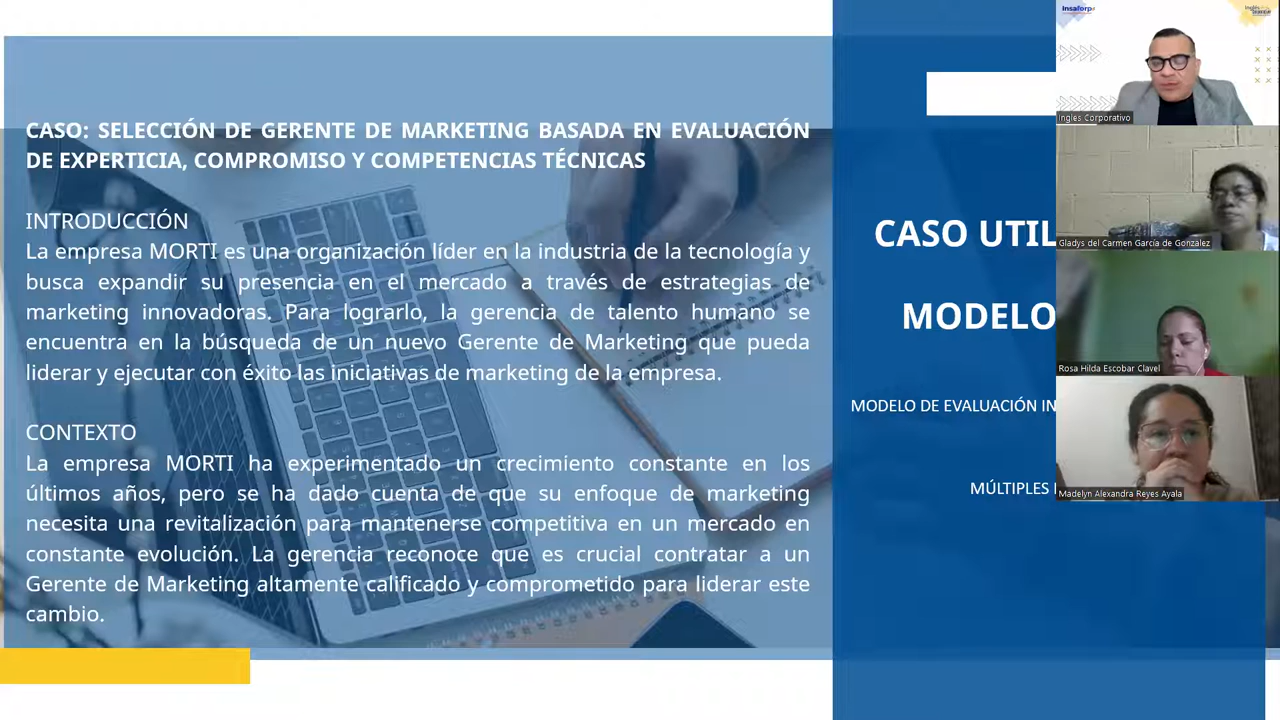 CASO: SELECCIÓN DE GERENTE DE MARKETING BASADA EN EVALUACIÓN
DE EXPERTICIA, COMPROMISO Y COMPETENCIAS TÉCNICAS
INTRODUCCIÓN
La empresa MORTI es una organización líder en la industria de la tecnología y
busca expandir su presencia en el mercado a través de estrategias de
marketing innovadoras. Para lograrlo, la gerencia de talento humano se
encuentra en la búsqueda de un nuevo Gerente de Marketing que pueda
liderar y ejecutar con éxito las iniciativas de marketing de la empresa.
CONTEXTO
La empresa MORTI ha experimentado un crecimiento constante en los
últimos años, pero se ha dado cuenta de que su enfoque de marketing
necesita una revitalización para mantenerse competitiva en un mercado en
constante evolución. La gerencia reconoce que es crucial contratar a un
Gerente de Marketing altamente calificado y comprometido para liderar este
cambio.
CASO UTIL
MODELO
MODELO DE EVALUACIÓN IN
MÚLTIPLES
insaforp
Ingles Corporativo
Gladys del Carmen García de Gonzalez
Rosa Hilda Escobar Clavel
Madelyn Alexandra Reyes Ayala